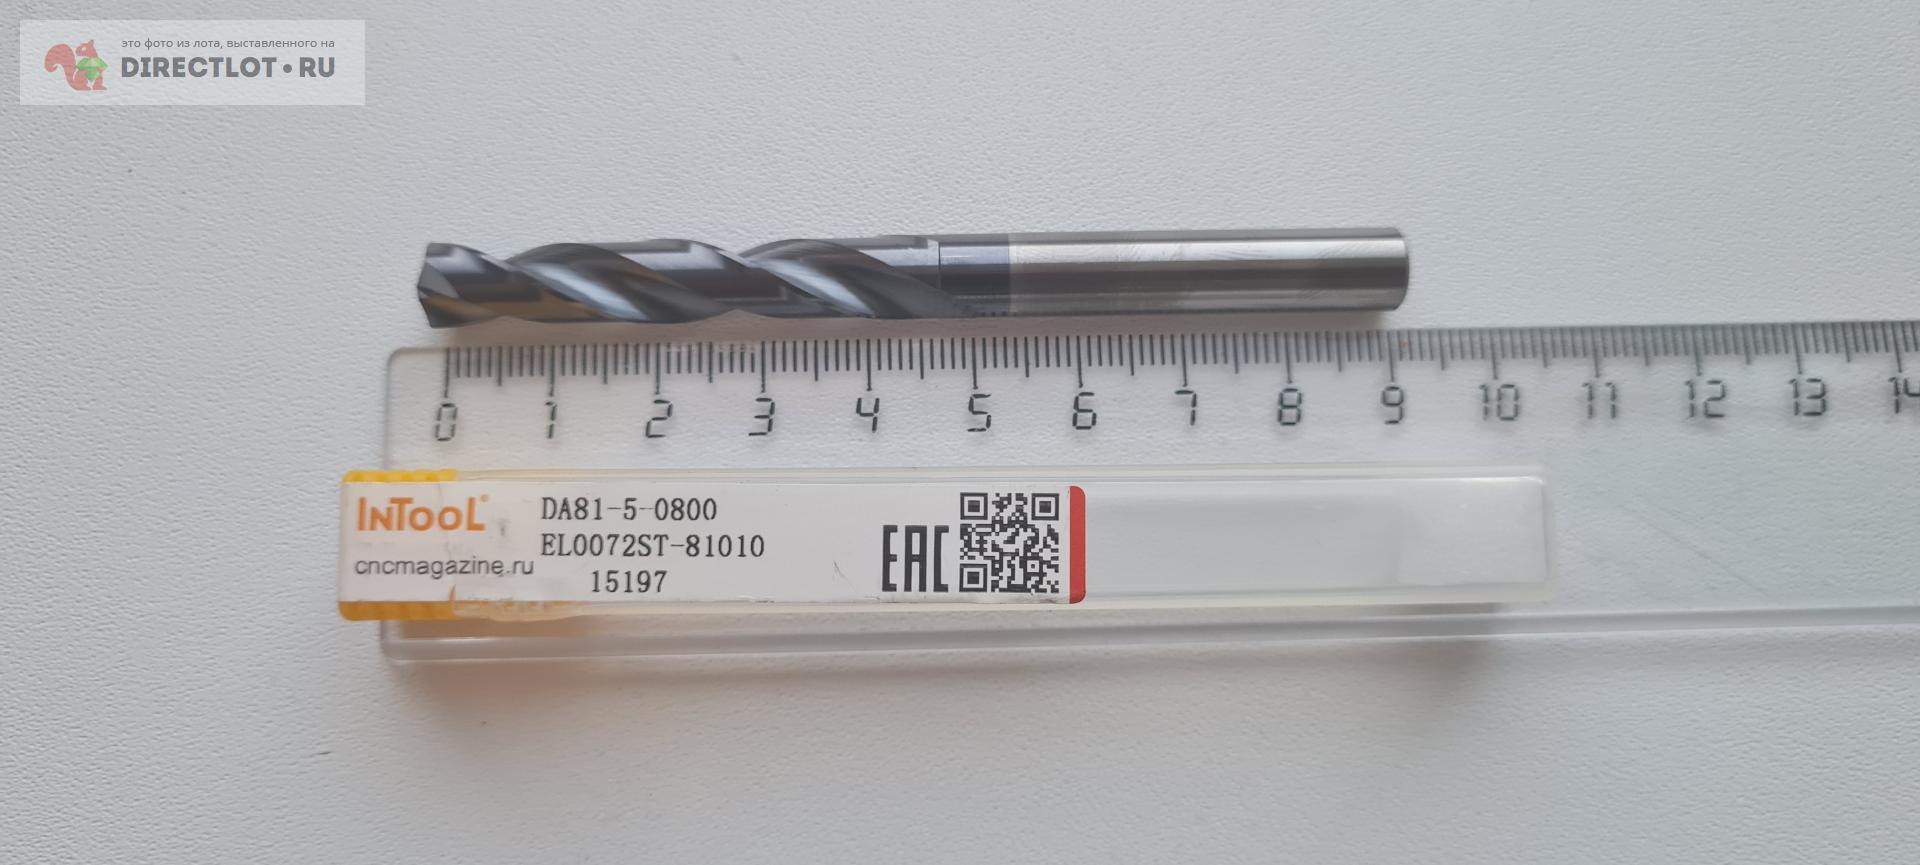 это фото из лота, выставленного на
DIRECTLOT•RU
0 1 2 3 4 5 6 7 8 9 10 11 12 13 14
INTOOL
DA81-5-0800
EL0072ST-81010
cncmagazine.ru
15197
EAC